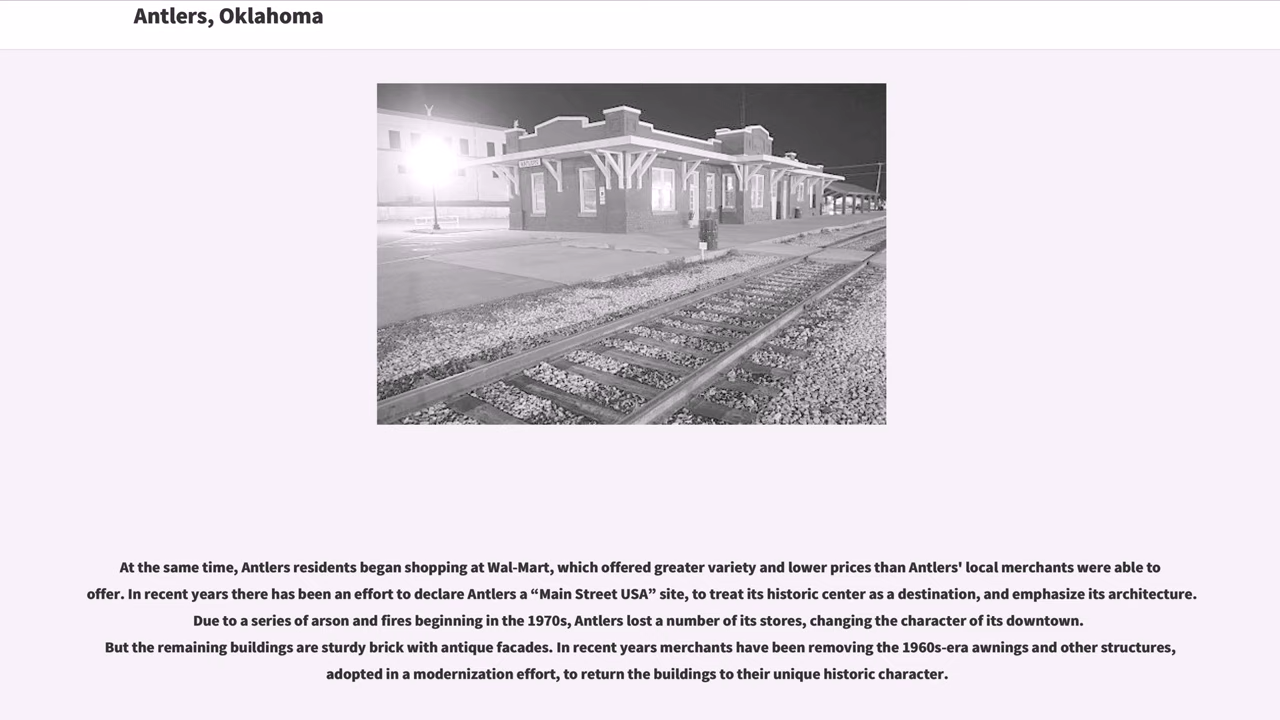 Antlers, Oklahoma
At the same time, Antlers residents began shopping at Wal-Mart, which offered greater variety and lower prices than Antlers' local merchants were able to
offer. In recent years there has been an effort to declare Antlers a “Main Street USA” site, to treat its historic center as a destination, and emphasize its architecture.
Due to a series of arson and fires beginning in the 1970s, Antlers lost a number of its stores, changing the character of its downtown.
But the remaining buildings are sturdy brick with antique facades. In recent years merchants have been removing the 1960s-era awnings and other structures,
adopted in a modernization effort, to return the buildings to their unique historic character.